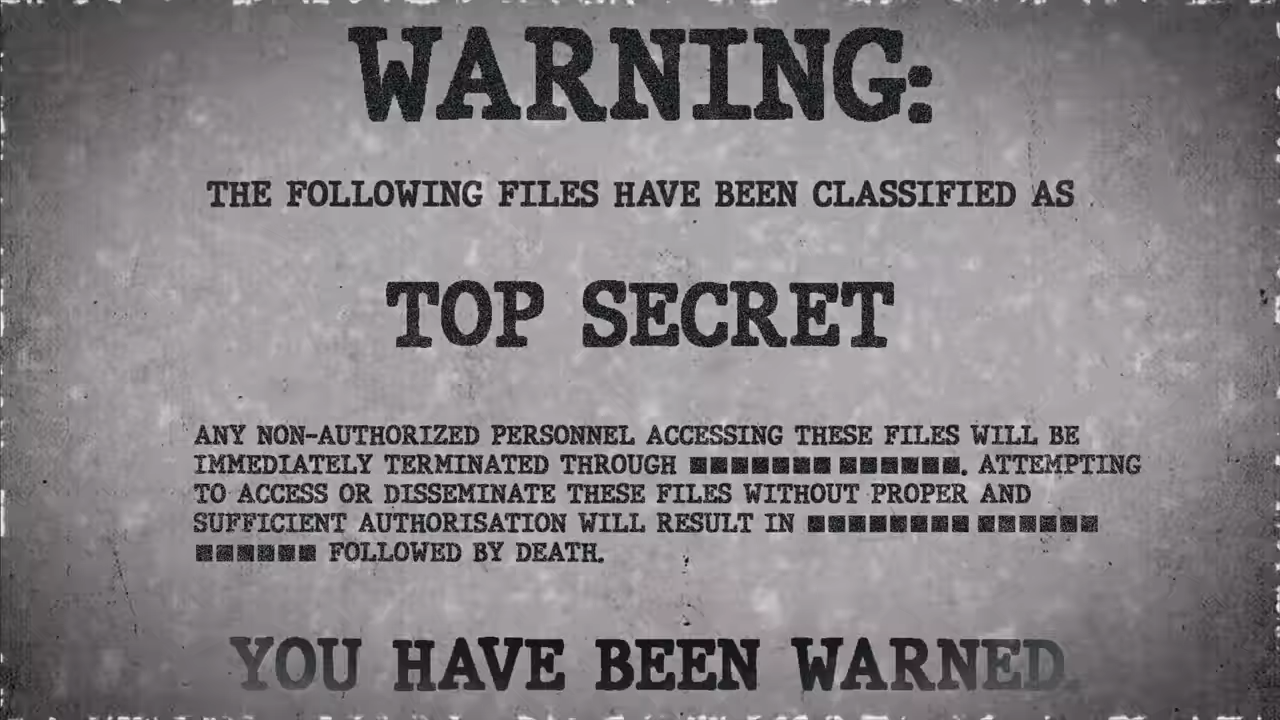 WARNING:
THE FOLLOWING FILES HAVE BEEN CLASSIFIED AS
TOP SECRET
ANY NON-AUTHORIZED PERSONNEL ACCESSING THESE FILES WILL BE
IMMEDIATELY TERMINATED THROUGH ■■■■■■■ ■■■■■■. ATTEMPTING
TO ACCESS OR DISSEMINATE THESE FILES WITHOUT PROPER AND
SUFFICIENT AUTHORISATION WILL RESULT IN ■■■■■■■■ ■■■■■■
■■■■■■ FOLLOWED BY DEATH.
YOU HAVE BEEN WARNED.